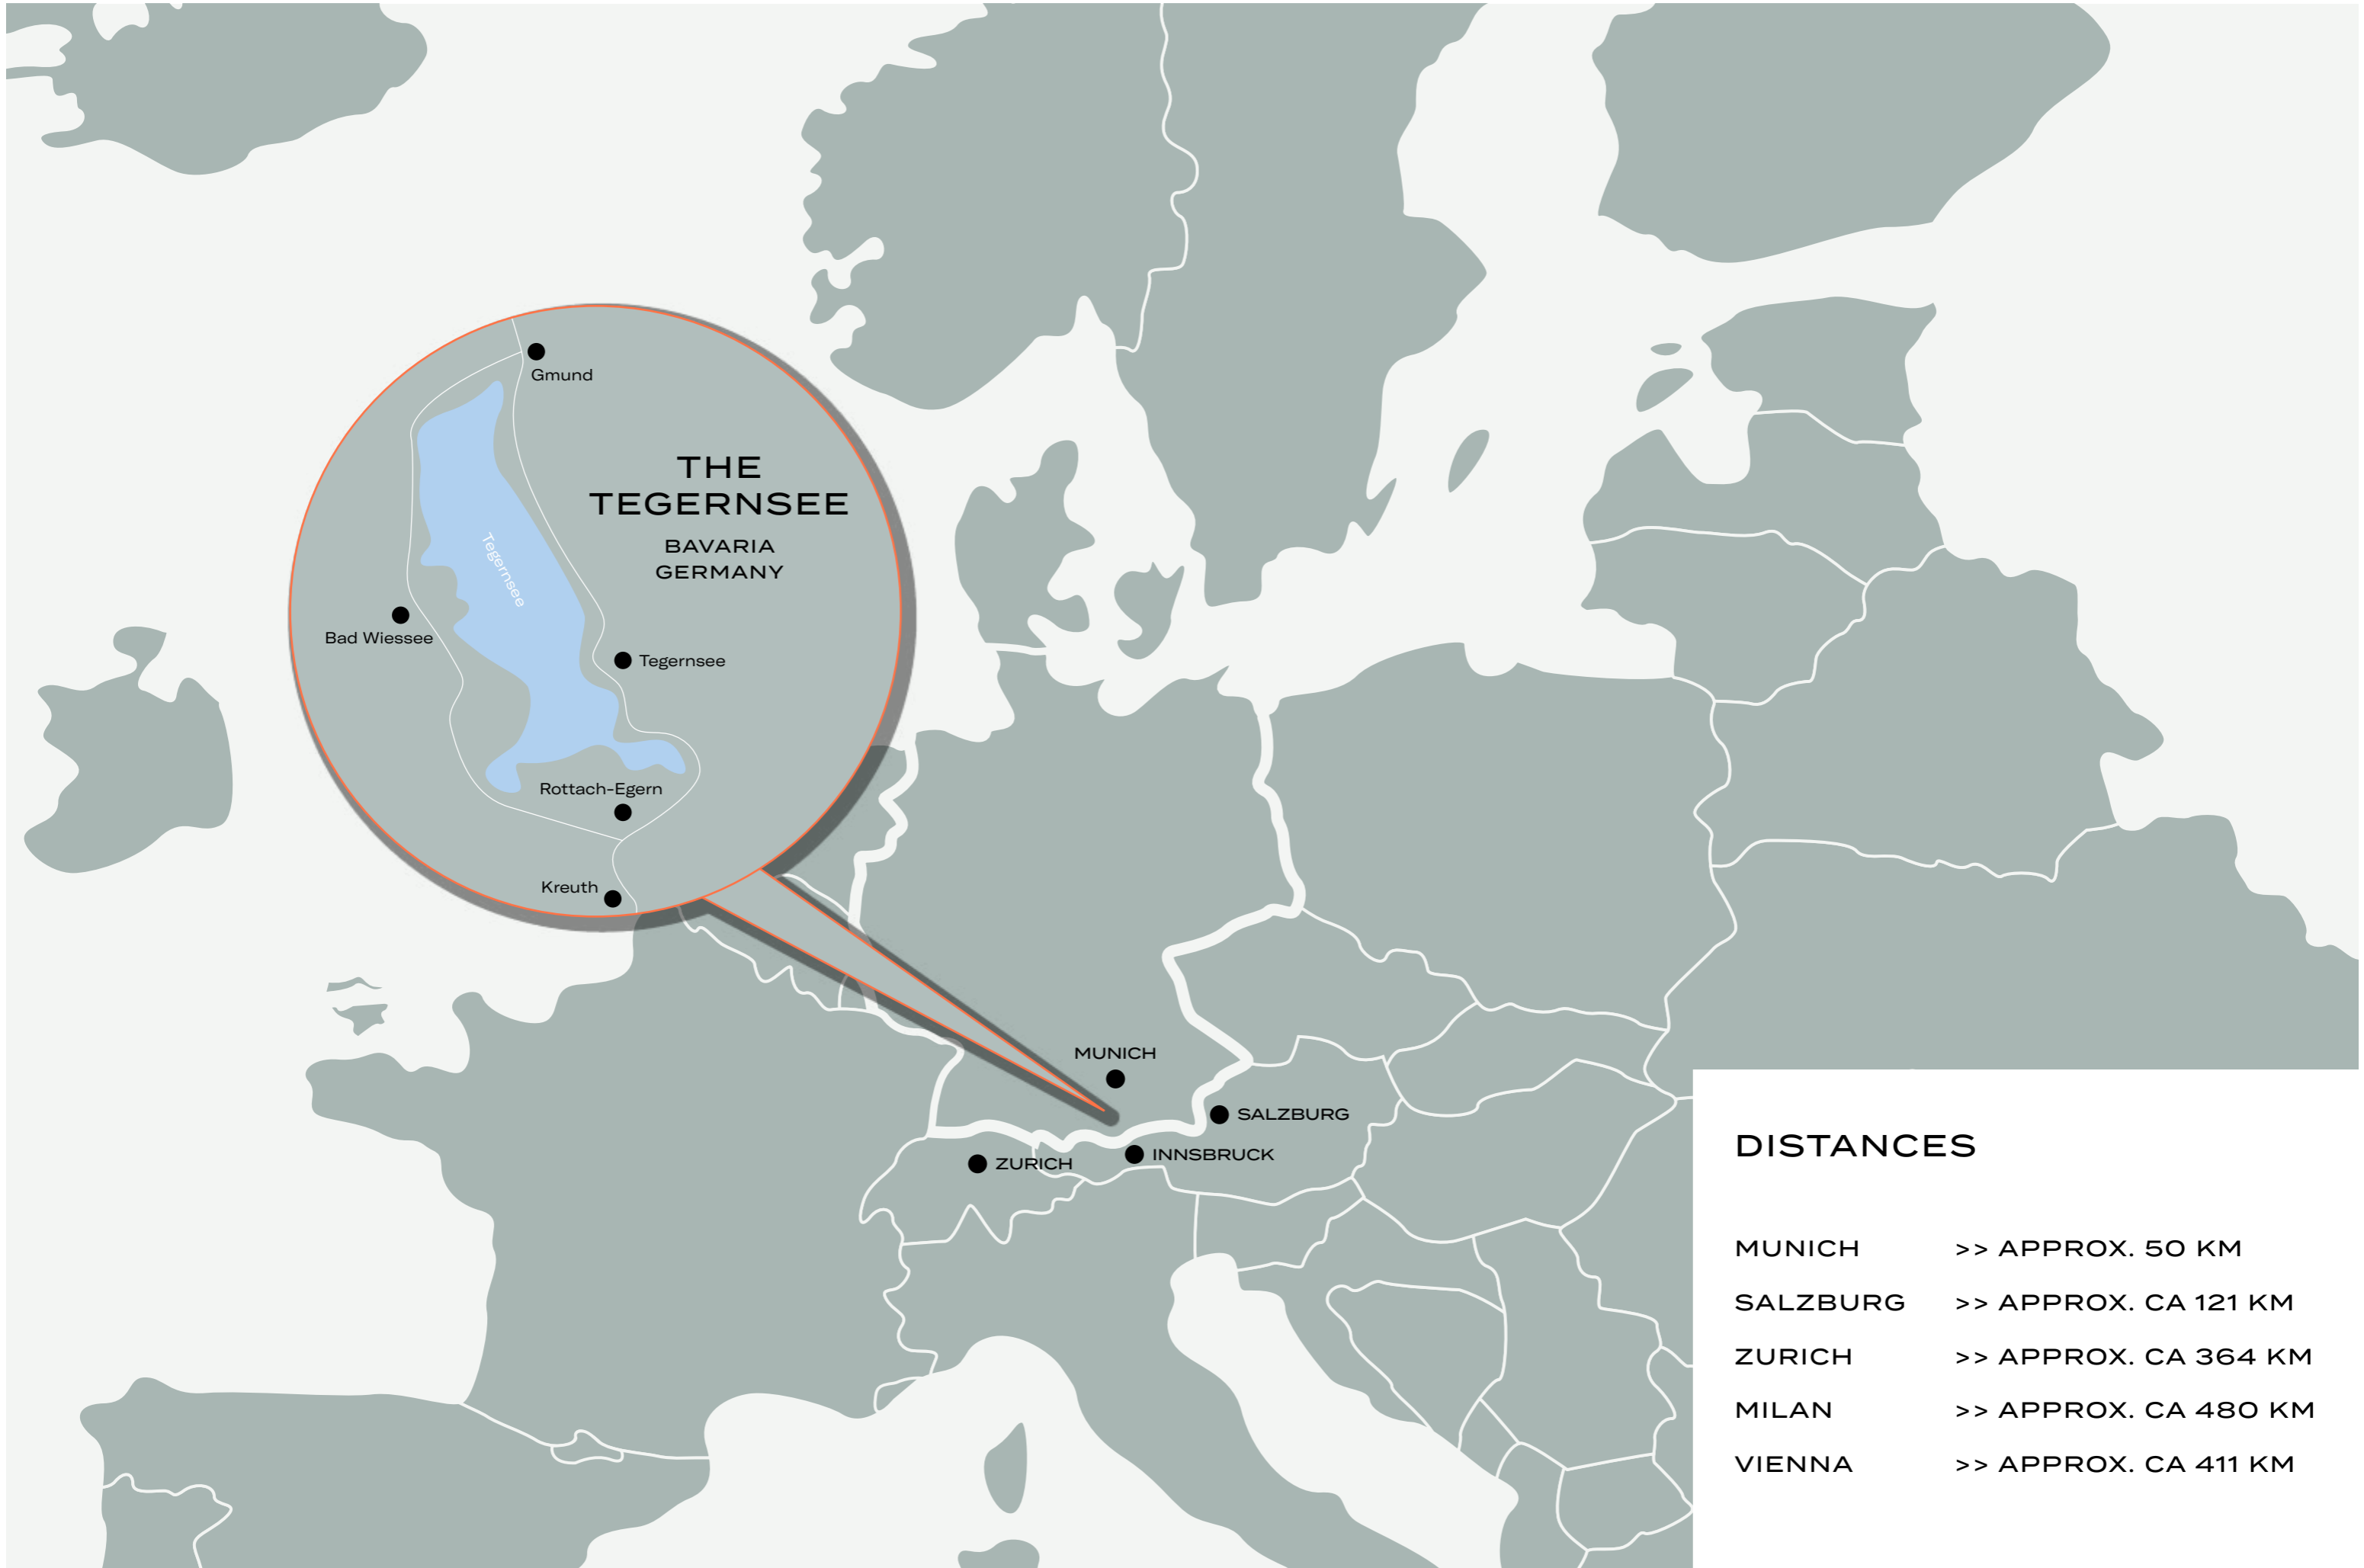 Gmund
THE
TEGERNSEE
BAVARIA
GERMANY
Tegernsee
Bad Wiessee
Tegernsee
Rottach-Egern
Kreuth
MUNICH
SALZBURG
INNSBRUCK
ZURICH
DISTANCES
MUNICH >> APPROX. 50 KM
SALZBURG >> APPROX. CA 121 KM
ZURICH >> APPROX. CA 364 KM
MILAN >> APPROX. CA 480 KM
VIENNA >> APPROX. CA 411 KM